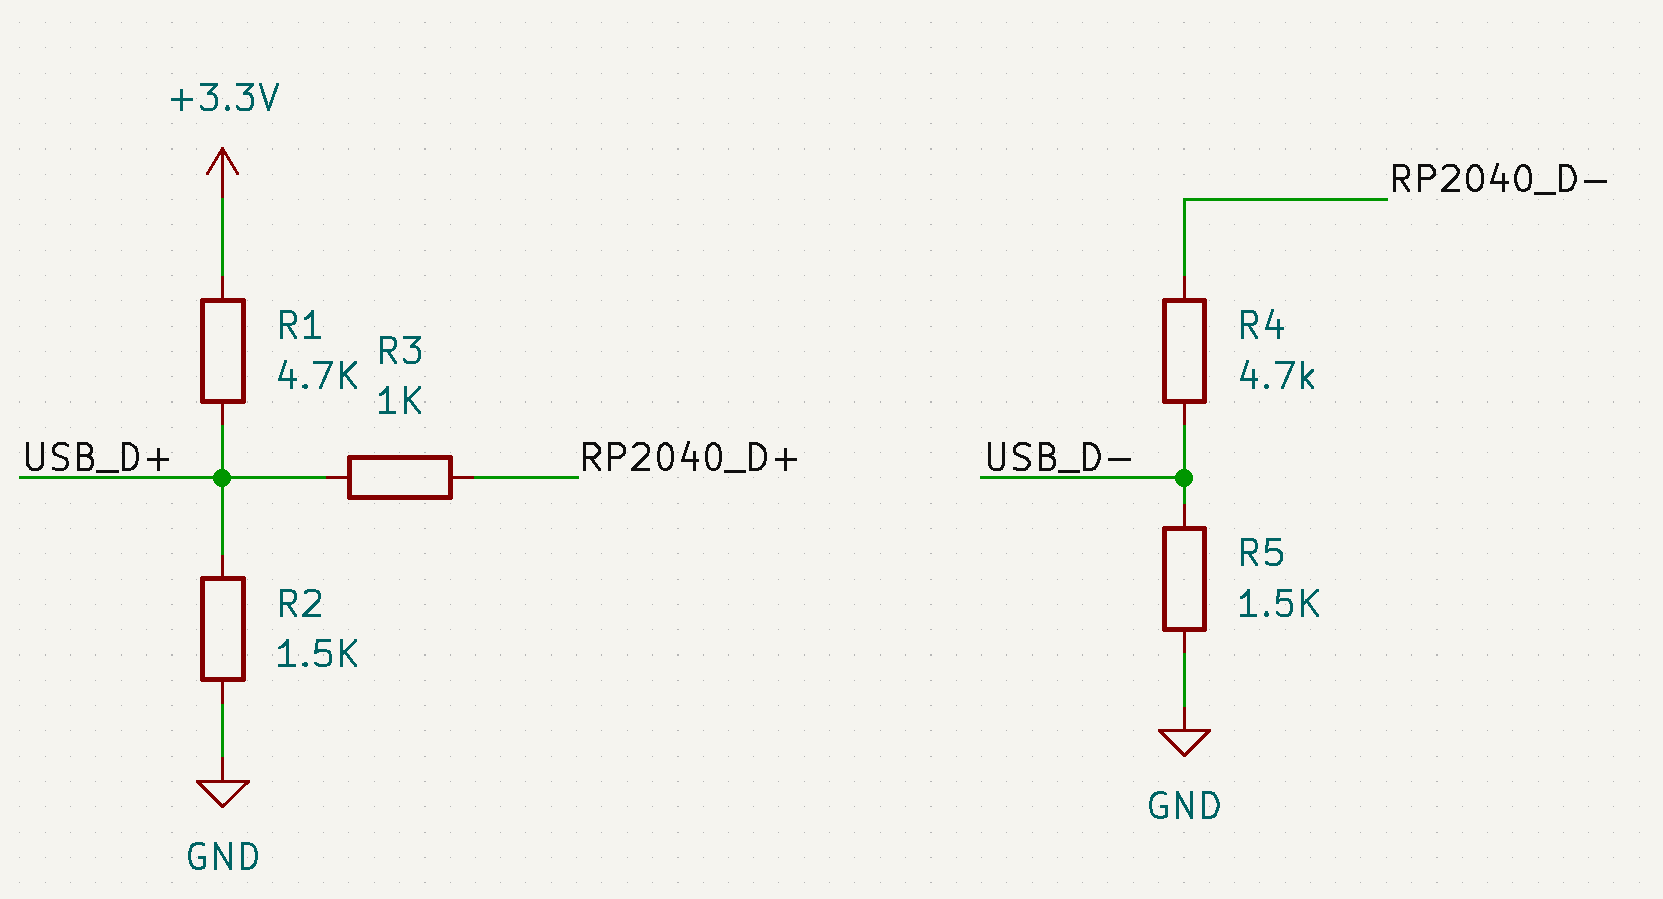 +3.3V
R1
4.7K
R3
1K
USB_D+
RP2040_D+
R2
1.5K
GND
RP2040_D-
R4
4.7k
USB_D-
R5
1.5K
GND